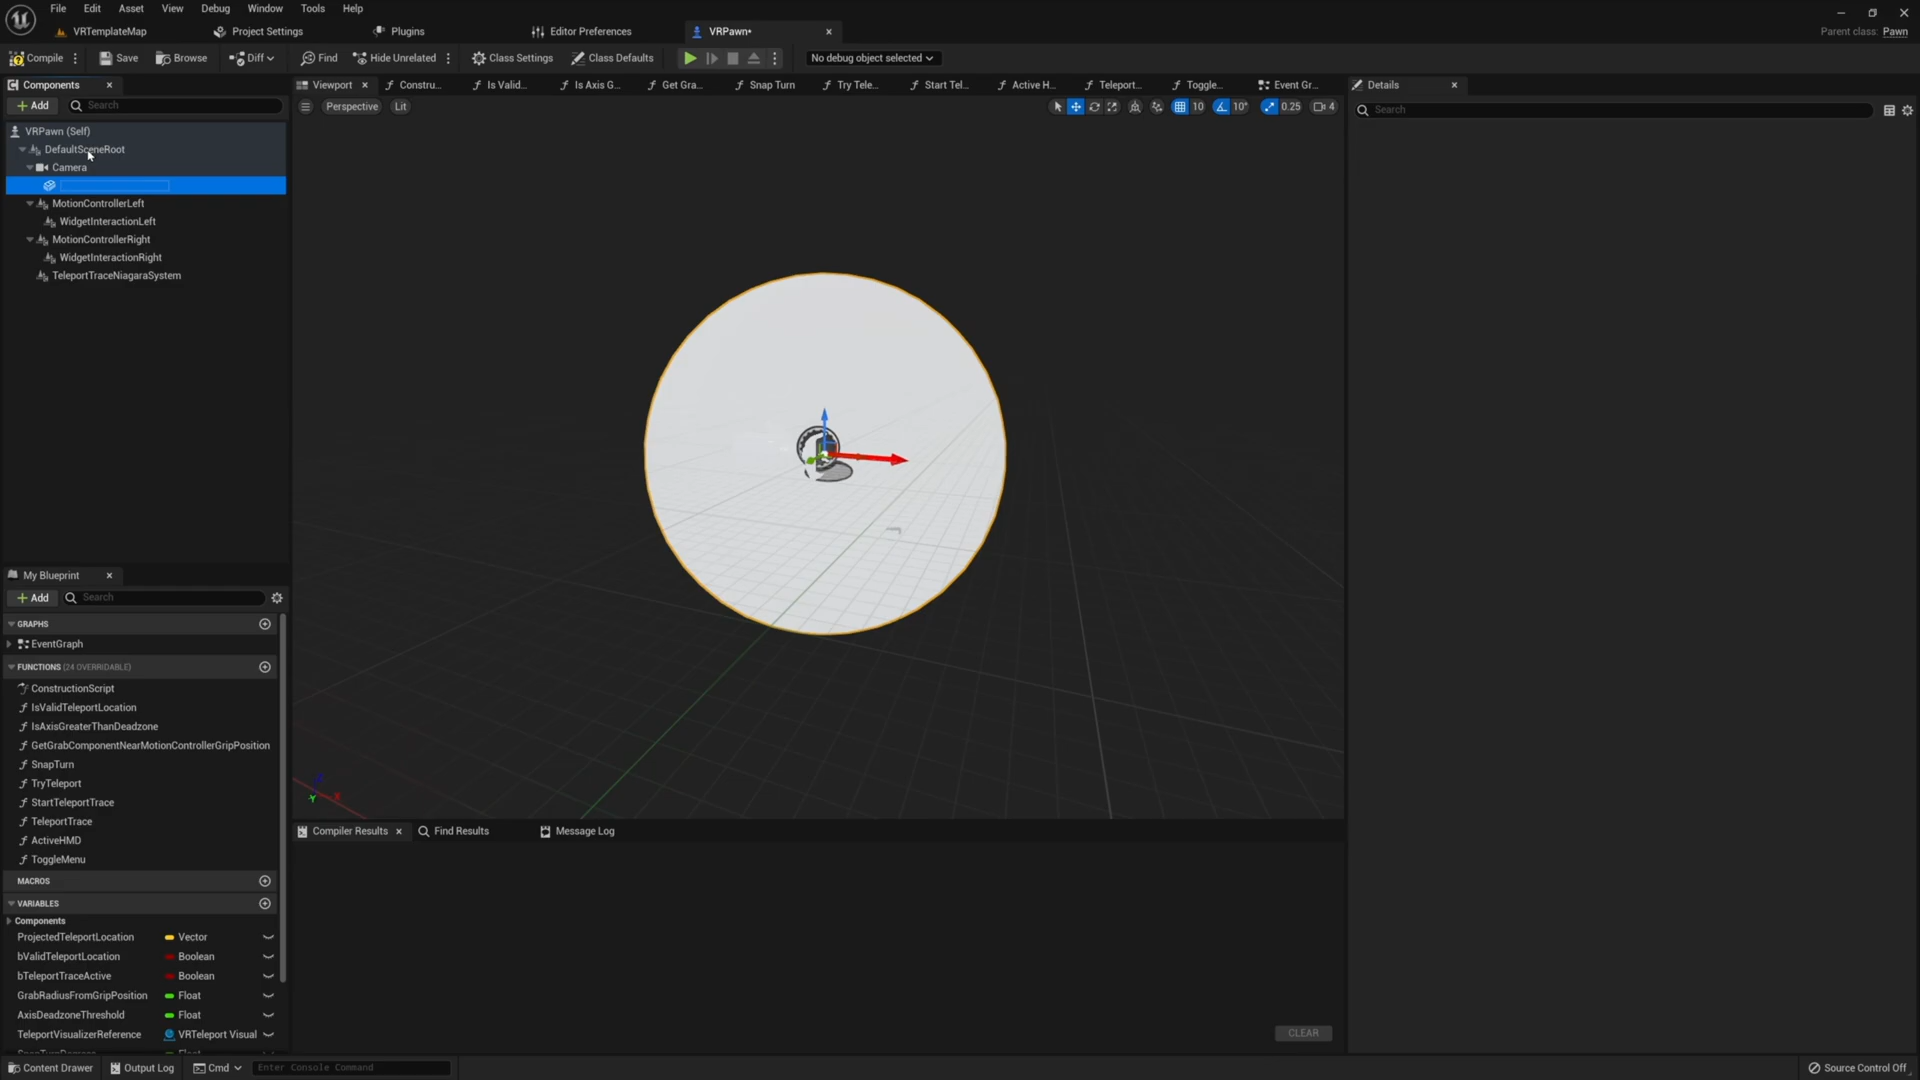 File Edit Asset View Debug Window Tools Help
VRTemplateMap Project Settings Plugins Editor Preferences VRPawn•
Parent class: Pawn
Compile Save Browse Diff Find Hide Unrelated Class Settings Class Defaults No debug object selected
Components
Viewport Constru... Is Valid... Is Axis G... Get Gra... Snap Turn Try Tele... Start Tel... Active H... Teleport... Toggle... Event Gr... Details
+ Add Search
Perspective Lit 10 10° 0.25 4 Search
VRPawn (Self)
DefaultSceneRoot
Camera
MotionControllerLeft
WidgetInteractionLeft
MotionControllerRight
WidgetInteractionRight
TeleportTraceNiagaraSystem
My Blueprint
+ Add Search
GRAPHS
EventGraph
FUNCTIONS (24 OVERRIDABLE)
ConstructionScript
IsValidTeleportLocation
IsAxisGreaterThanDeadzone
GetGrabComponentNearMotionControllerGripPosition
SnapTurn
TryTeleport
StartTeleportTrace
TeleportTrace
ActiveHMD
ToggleMenu
MACROS
VARIABLES
Components
ProjectedTeleportLocation Vector
bValidTeleportLocation Boolean
bTeleportTraceActive Boolean
GrabRadiusFromGripPosition Float
AxisDeadzoneThreshold Float
TeleportVisualizerReference VRTeleport Visual
Z
X
Y
Compiler Results Find Results Message Log
CLEAR
Content Drawer Output Log Cmd Enter Console Command Source Control Off